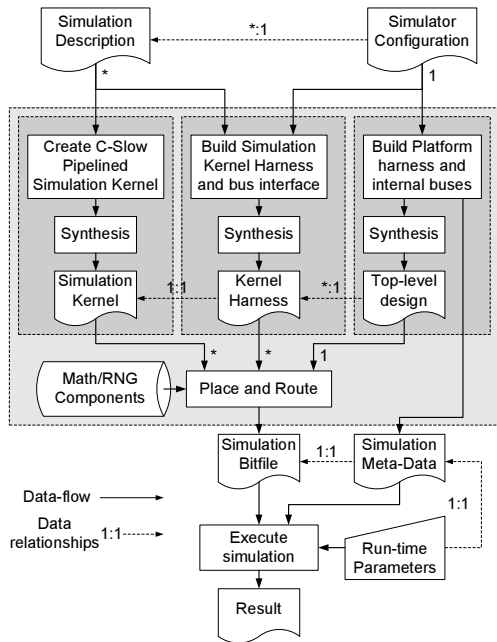 Simulation
Description
*:1
Simulator
Configuration
*
1
Create C-Slow
Pipelined
Simulation Kernel
Build Simulation
Kernel Harness
and bus interface
Build Platform
harness and
internal buses
Synthesis
Synthesis
Synthesis
Simulation
Kernel
1:1
Kernel
Harness
*:1
Top-level
design
*
*
1
Math/RNG
Components
Place and Route
Simulation
Bitfile
1:1
Simulation
Meta-Data
Data-flow
Data
relationships
1:1
1:1
Execute
simulation
Run-time
Parameters
Result